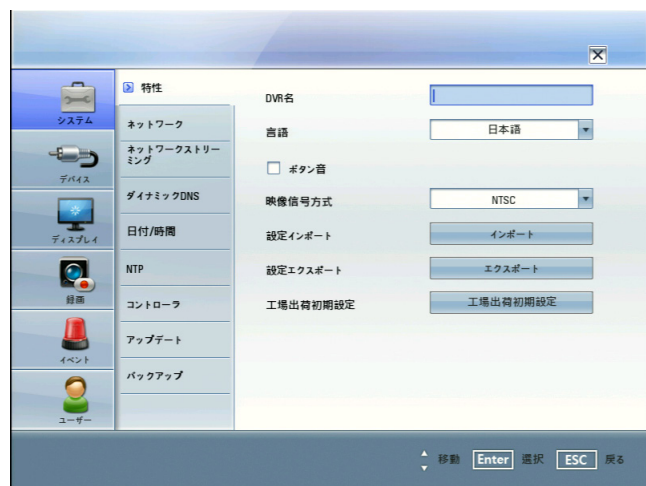 システム
デバイス
ディスプレイ
録画
イベント
ユーザー
特性
ネットワーク
ネットワークストリー
ミング
ダイナミックDNS
日付/時間
NTP
コントローラ
アップデート
バックアップ
DVR名
言語 日本語
ボタン音
映像信号方式 NTSC
設定インポート インポート
設定エクスポート エクスポート
工場出荷初期設定 工場出荷初期設定
移動 Enter 選択 ESC 戻る